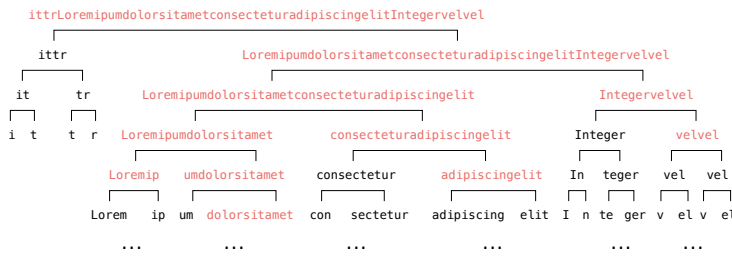 ittrLoremipumdolorsitametconsecteturadipiscingelitIntegervelvel
ittr LoremipumdolorsitametconsecteturadipiscingelitIntegervelvel
it tr Loremipumdolorsitametconsecteturadipiscingelit Integervelvel
i t t r Loremipumdolorsitamet consecteturadipiscingelit Integer velvel
Loremip umdolorsitamet consectetur adipiscingelit In teger vel vel
Lorem ip um dolorsitamet con sectetur adipiscing elit I n te ger v el v el
... ... ... ... ... ...